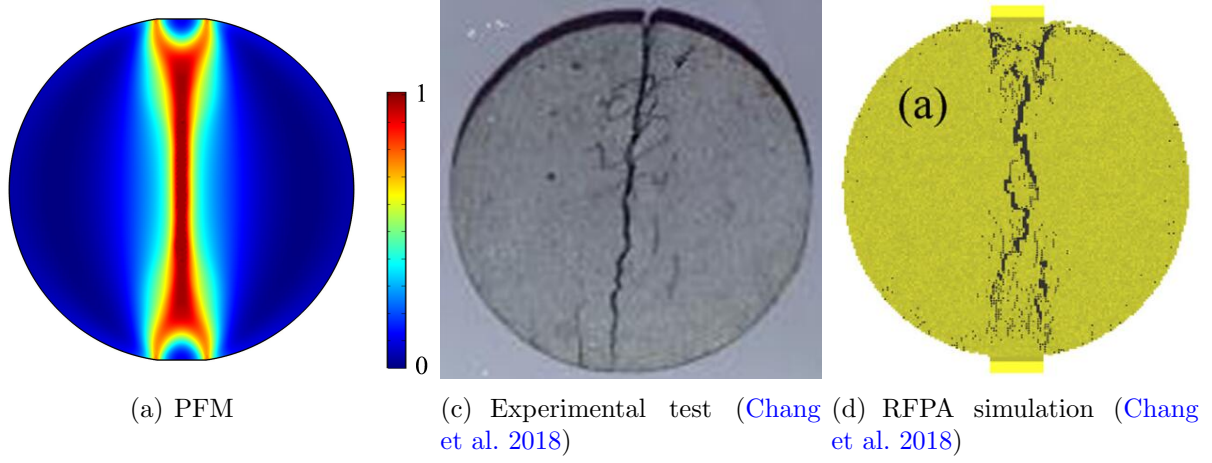 1
0
(a)
(a) PFM
(c) Experimental test (Chang
et al. 2018)
(d) RFPA simulation (Chang
et al. 2018)